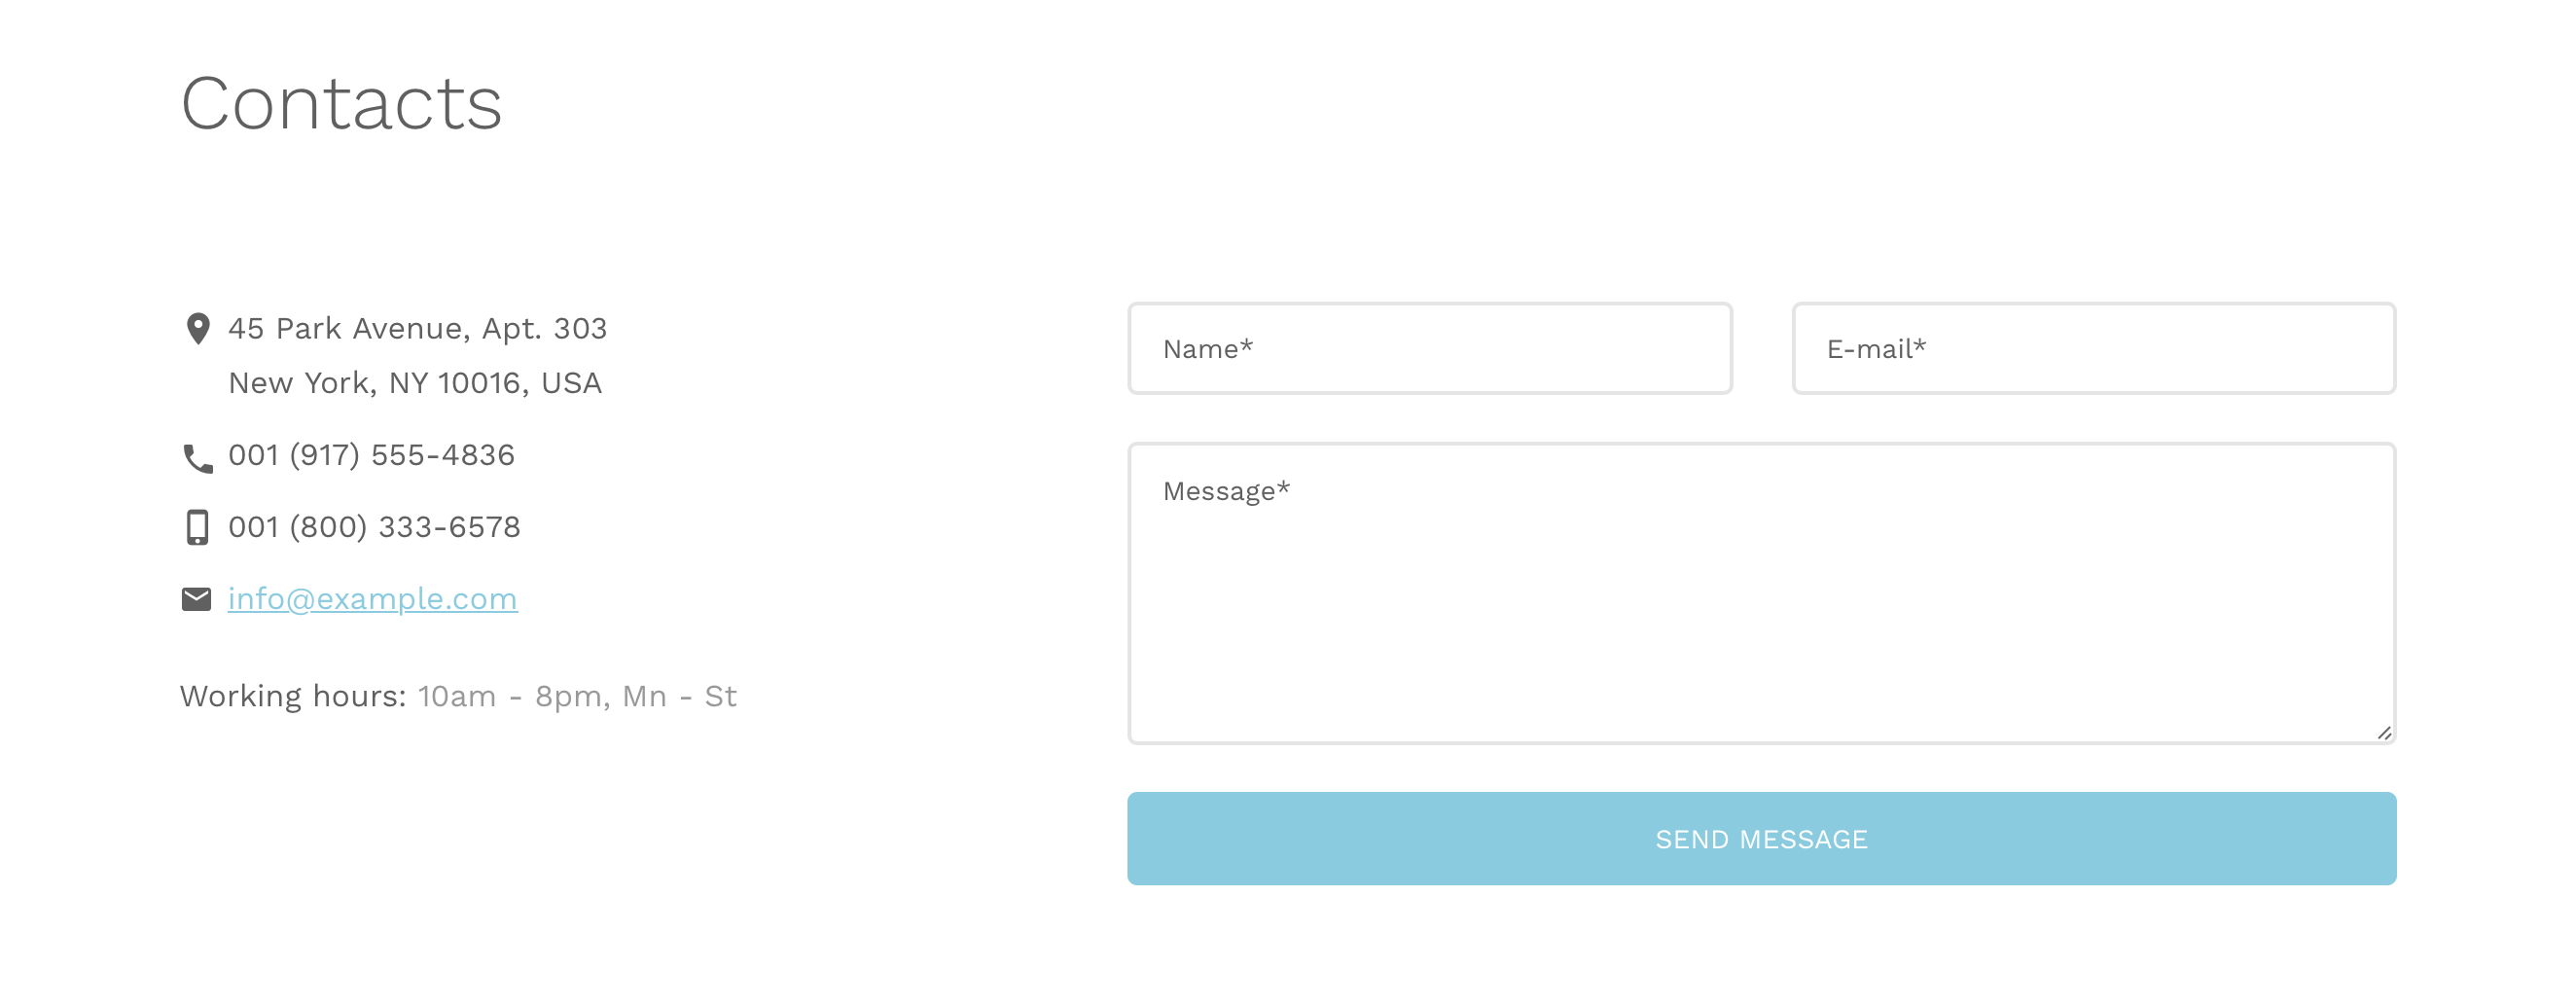 Contacts
45 Park Avenue, Apt. 303
New York, NY 10016, USA
001 (917) 555-4836
001 (800) 333-6578
info@example.com
Working hours: 10am - 8pm, Mn - St
Name*
E-mail*
Message*
SEND MESSAGE